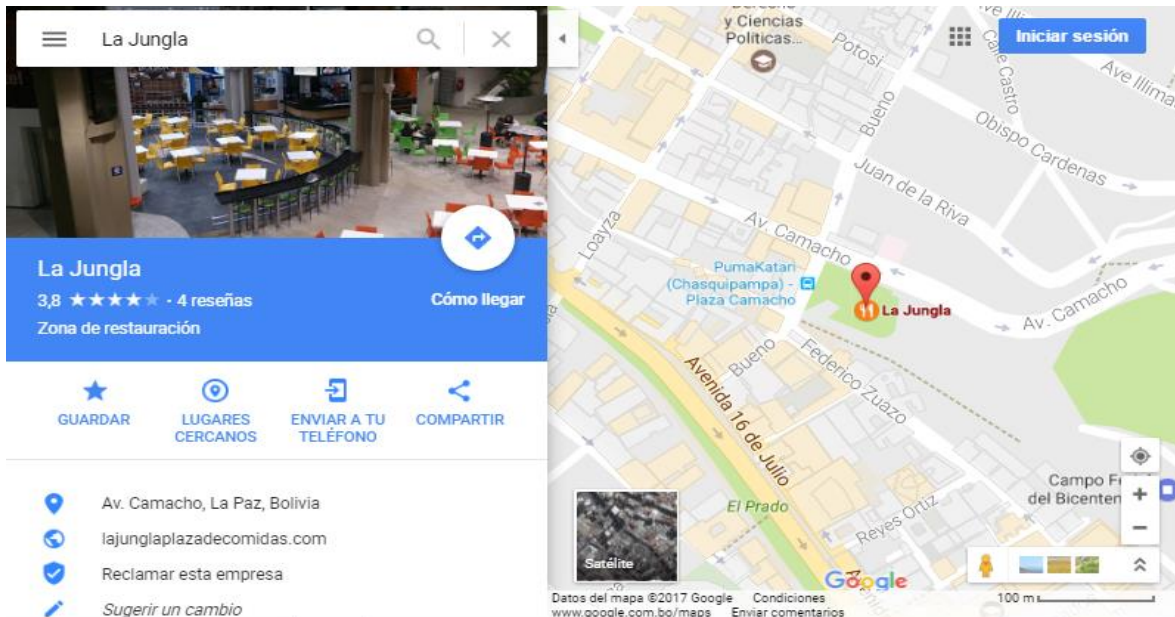 La Jungla
La Jungla
3,8 ★★★★★ · 4 reseñas
Cómo llegar
Zona de restauración
GUARDAR
LUGARES
CERCANOS
ENVIAR A TU
TELÉFONO
COMPARTIR
Av. Camacho, La Paz, Bolivia
lajunglaplazadecomidas.com
Reclamar esta empresa
Sugerir un cambio
y Ciencias
Políticas...
Potosí
Iniciar sesión
Calle Castro
Ave Illima
Bueno
Obispo Cardenas
Juan de la Riva
Loayza
Av. Camacho
PumaKatari
(Chasquipampa) -
Plaza Camacho
La Jungla
Av. Camacho
Bueno
Federico Zuazo
Avenida 16 de Julio
El Prado
Reyes Ortiz
Campo
del Bicenten
Satélite
Google
Datos del mapa ©2017 Google Condiciones
www.google.com.bo/maps Enviar comentarios
100 m